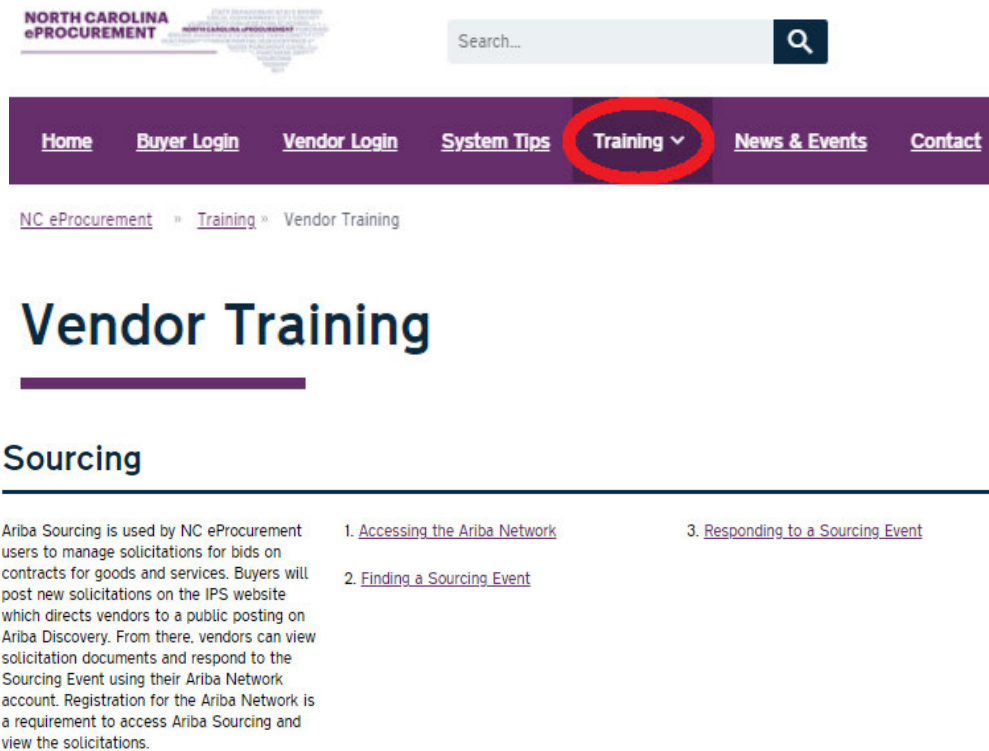 NORTH CAROLINA
ePROCUREMENT
NORTH CAROLINA ePROCUREMENT
Search...
Home Buyer Login Vendor Login System Tips Training News & Events Contact
NC eProcurement » Training » Vendor Training
Vendor Training
Sourcing
Ariba Sourcing is used by NC eProcurement
users to manage solicitations for bids on
contracts for goods and services. Buyers will
post new solicitations on the IPS website
which directs vendors to a public posting on
Ariba Discovery. From there, vendors can view
solicitation documents and respond to the
Sourcing Event using their Ariba Network
account. Registration for the Ariba Network is
a requirement to access Ariba Sourcing and
view the solicitations.
1. Accessing the Ariba Network
2. Finding a Sourcing Event
3. Responding to a Sourcing Event